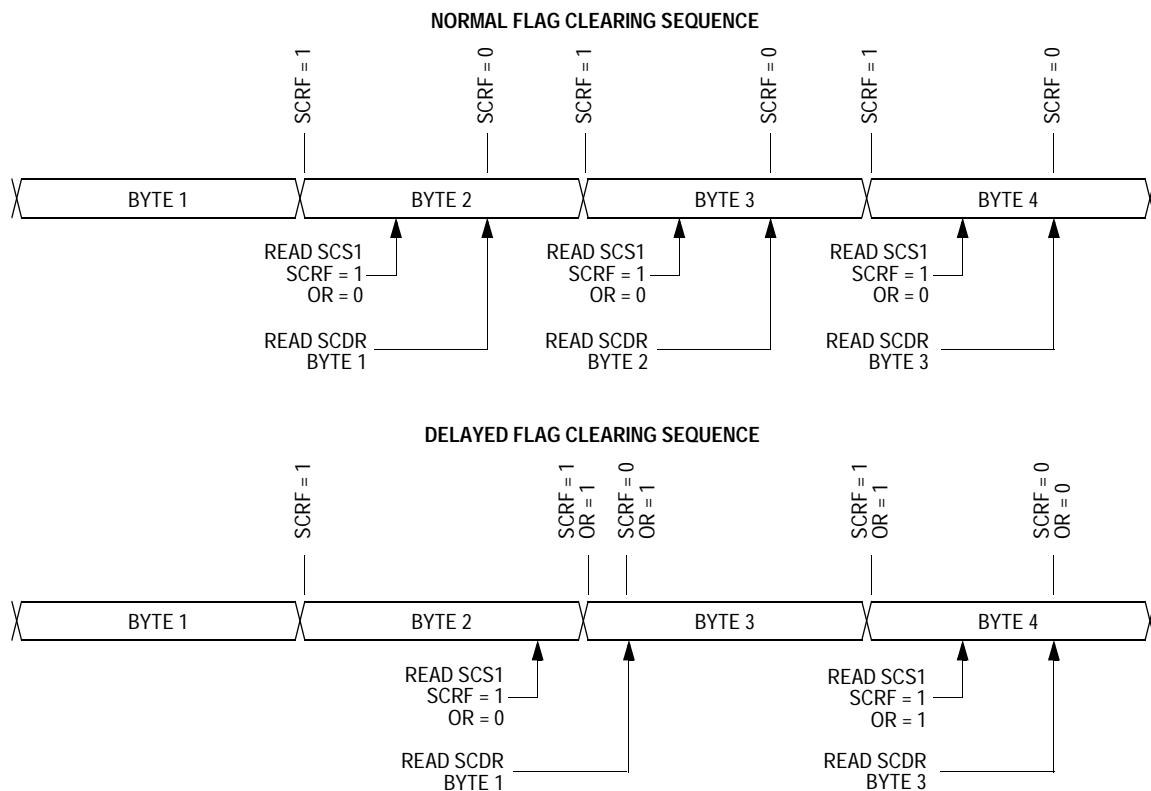 NORMAL FLAG CLEARING SEQUENCE
SCRF = 1
SCRF = 0
SCRF = 1
SCRF = 0
SCRF = 1
SCRF = 0
BYTE 1
BYTE 2
BYTE 3
BYTE 4
READ SCS1
SCRF = 1
OR = 0
READ SCS1
SCRF = 1
OR = 0
READ SCS1
SCRF = 1
OR = 0
READ SCDR
BYTE 1
READ SCDR
BYTE 2
READ SCDR
BYTE 3
DELAYED FLAG CLEARING SEQUENCE
SCRF = 1
SCRF = 1
OR = 1
SCRF = 0
OR = 1
SCRF = 1
OR = 1
SCRF = 0
OR = 0
BYTE 1
BYTE 2
BYTE 3
BYTE 4
READ SCS1
SCRF = 1
OR = 0
READ SCS1
SCRF = 1
OR = 1
READ SCDR
BYTE 1
READ SCDR
BYTE 3